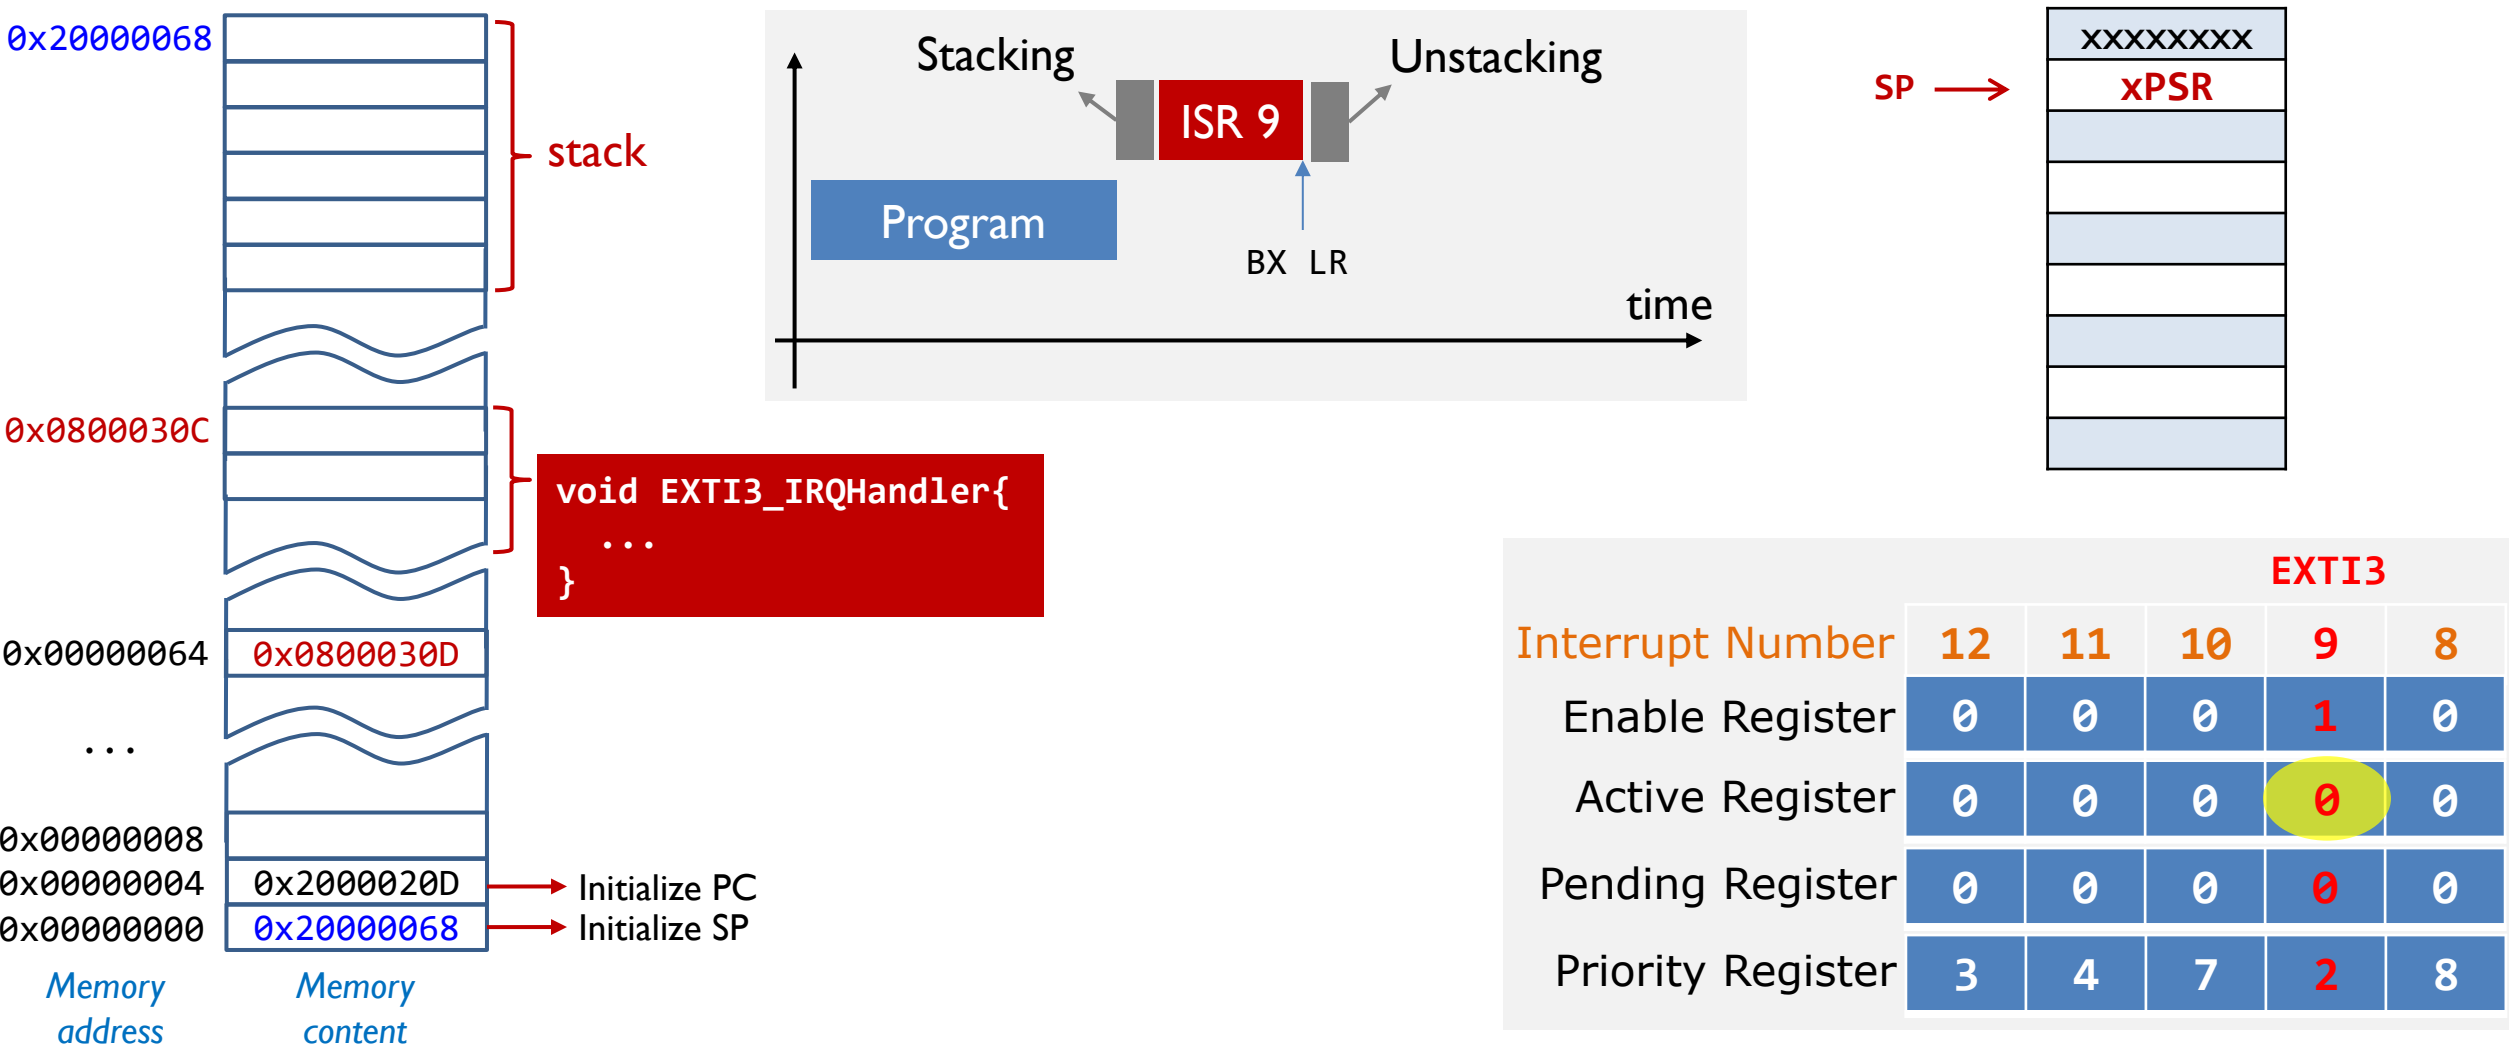 0x20000068
stack
0x0800030C
void EXTI3_IRQHandler{
...
}
0x00000064 0x0800030D
...
0x00000008
0x00000004 0x2000020D Initialize PC
0x00000000 0x20000068 Initialize SP
Memory address
Memory content
Stacking Unstacking
ISR 9
Program
BX LR
time
xxxxxxxx
SP xPSR
EXTI3
Interrupt Number 12 11 10 9 8
Enable Register 0 0 0 1 0
Active Register 0 0 0 0 0
Pending Register 0 0 0 0 0
Priority Register 3 4 7 2 8